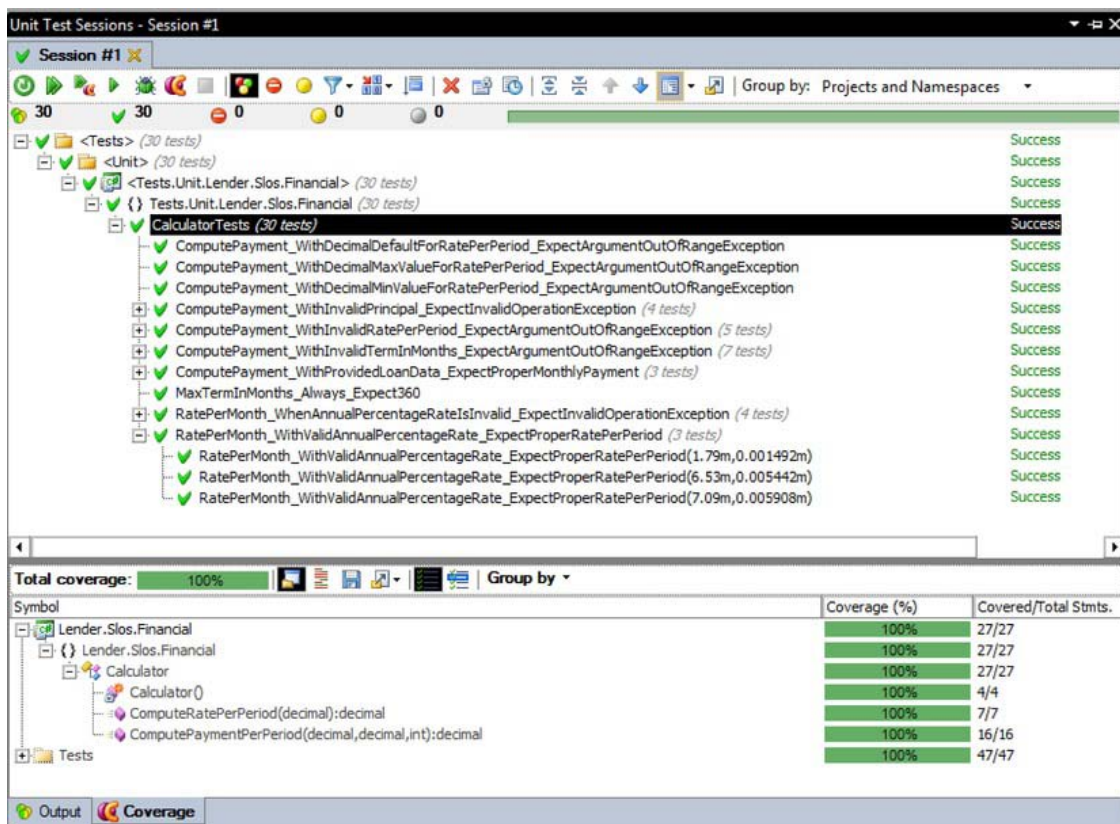 Unit Test Sessions - Session #1
Session #1
Group by: Projects and Namespaces
30 30 0 0 0
<Tests> (30 tests) Success
<Unit> (30 tests) Success
<Tests.Unit.Lender.Slos.Financial> (30 tests) Success
{} Tests.Unit.Lender.Slos.Financial (30 tests) Success
CalculatorTests (30 tests) Success
ComputePayment_WithDecimalDefaultForRatePerPeriod_ExpectArgumentOutOfRangeException Success
ComputePayment_WithDecimalMaxValueForRatePerPeriod_ExpectArgumentOutOfRangeException Success
ComputePayment_WithDecimalMinValueForRatePerPeriod_ExpectArgumentOutOfRangeException Success
ComputePayment_WithInvalidPrincipal_ExpectInvalidOperationException (4 tests) Success
ComputePayment_WithInvalidRatePerPeriod_ExpectArgumentOutOfRangeException (5 tests) Success
ComputePayment_WithInvalidTermInMonths_ExpectArgumentOutOfRangeException (7 tests) Success
ComputePayment_WithProvidedLoanData_ExpectProperMonthlyPayment (3 tests) Success
MaxTermInMonths_Always_Expect360 Success
RatePerMonth_WhenAnnualPercentageRateIsInvalid_ExpectInvalidOperationException (4 tests) Success
RatePerMonth_WithValidAnnualPercentageRate_ExpectProperRatePerPeriod (3 tests) Success
RatePerMonth_WithValidAnnualPercentageRate_ExpectProperRatePerPeriod(1.79m,0.001492m) Success
RatePerMonth_WithValidAnnualPercentageRate_ExpectProperRatePerPeriod(6.53m,0.005442m) Success
RatePerMonth_WithValidAnnualPercentageRate_ExpectProperRatePerPeriod(7.09m,0.005908m) Success
Total coverage: 100% Group by
Symbol Coverage (%) Covered/Total Stmts.
Lender.Slos.Financial 100% 27/27
{} Lender.Slos.Financial 100% 27/27
Calculator 100% 27/27
Calculator() 100% 4/4
ComputeRatePerPeriod(decimal):decimal 100% 7/7
ComputePaymentPerPeriod(decimal,decimal,int):decimal 100% 16/16
Tests 100% 47/47
Output Coverage